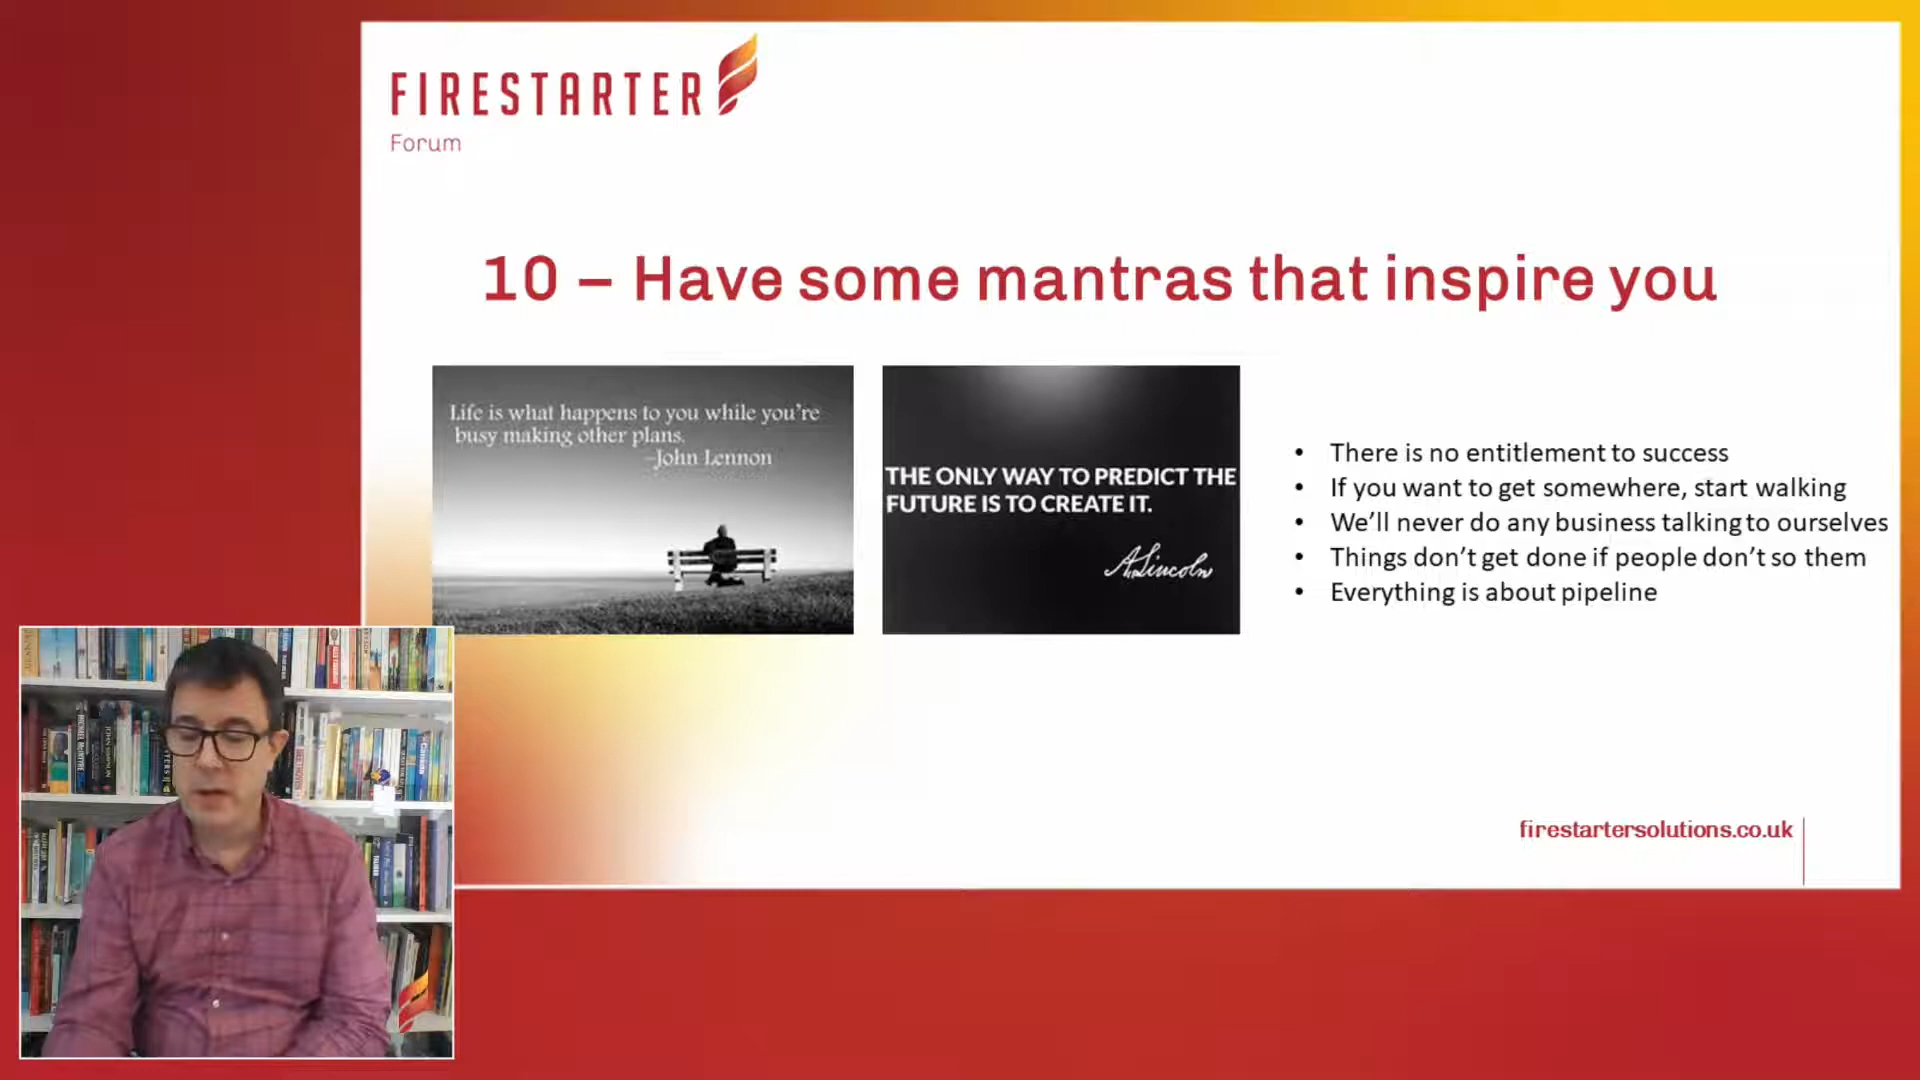 FIRESTARTER
Forum
10 – Have some mantras that inspire you
Life is what happens to you while you're
busy making other plans.
–John Lennon
THE ONLY WAY TO PREDICT THE
FUTURE IS TO CREATE IT.
A.Lincoln
• There is no entitlement to success
• If you want to get somewhere, start walking
• We'll never do any business talking to ourselves
• Things don't get done if people don't so them
• Everything is about pipeline
firestartersolutions.co.uk